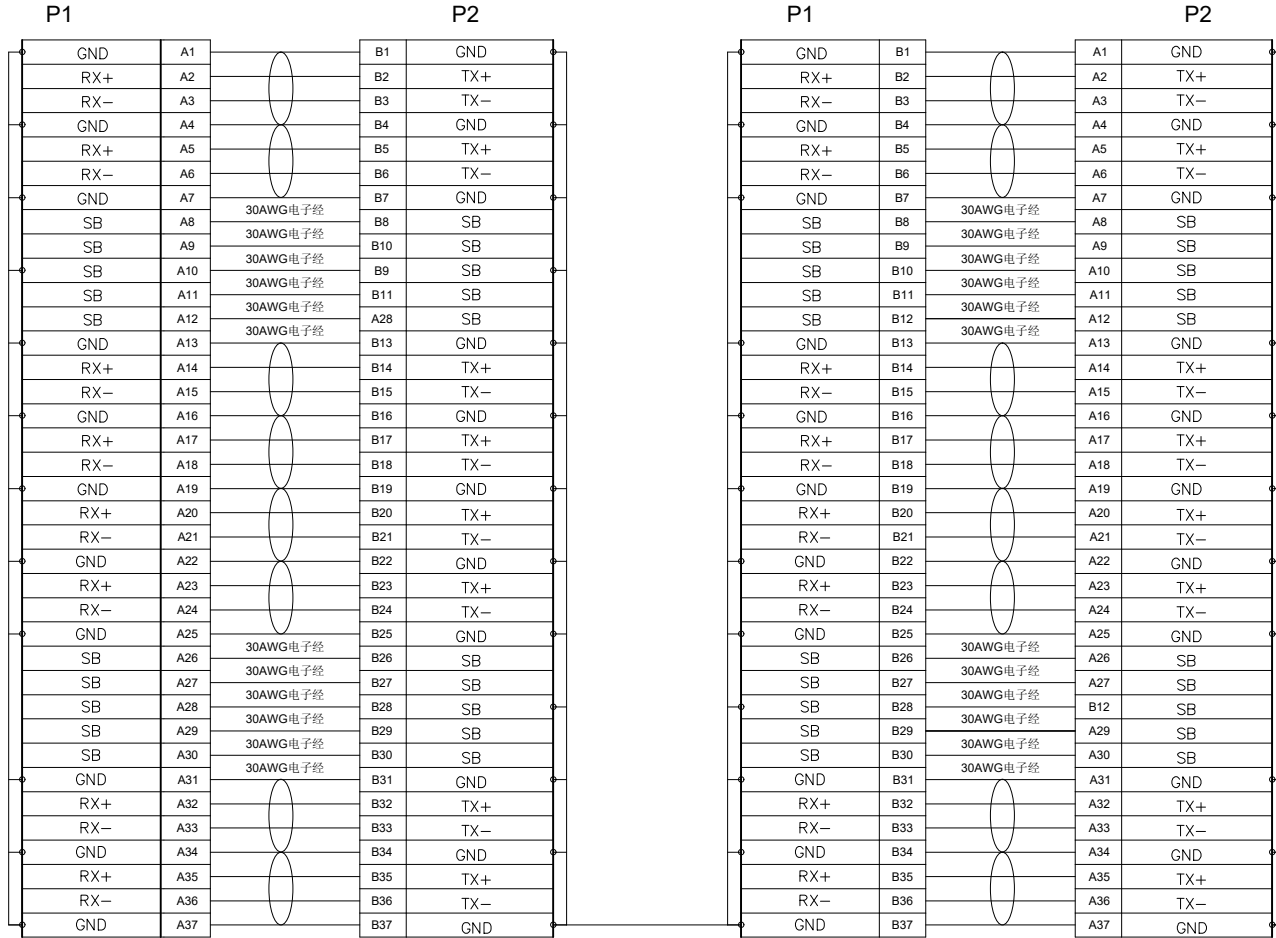 P1 P2 P1 P2
GND A1 B1 GND GND B1 A1 GND
RX+ A2 B2 TX+ RX+ B2 A2 TX+
RX− A3 B3 TX− RX− B3 A3 TX−
GND A4 B4 GND GND B4 A4 GND
RX+ A5 B5 TX+ RX+ B5 A5 TX+
RX− A6 B6 TX− RX− B6 A6 TX−
GND A7 B7 GND GND B7 A7 GND
30AWG电子经 30AWG电子经
SB A8 B8 SB SB B8 A8 SB
30AWG电子经 30AWG电子经
SB A9 B10 SB SB B9 A9 SB
30AWG电子经 30AWG电子经
SB A10 B9 SB SB B10 A10 SB
30AWG电子经 30AWG电子经
SB A11 B11 SB SB B11 A11 SB
30AWG电子经 30AWG电子经
SB A12 A28 SB SB B12 A12 SB
30AWG电子经 30AWG电子经
GND A13 B13 GND GND B13 A13 GND
RX+ A14 B14 TX+ RX+ B14 A14 TX+
RX− A15 B15 TX− RX− B15 A15 TX−
GND A16 B16 GND GND B16 A16 GND
RX+ A17 B17 TX+ RX+ B17 A17 TX+
RX− A18 B18 TX− RX− B18 A18 TX−
GND A19 B19 GND GND B19 A19 GND
RX+ A20 B20 TX+ RX+ B20 A20 TX+
RX− A21 B21 TX− RX− B21 A21 TX−
GND A22 B22 GND GND B22 A22 GND
RX+ A23 B23 TX+ RX+ B23 A23 TX+
RX− A24 B24 TX− RX− B24 A24 TX−
GND A25 B25 GND GND B25 A25 GND
30AWG电子经 30AWG电子经
SB A26 B26 SB SB B26 A26 SB
30AWG电子经 30AWG电子经
SB A27 B27 SB SB B27 A27 SB
30AWG电子经 30AWG电子经
SB A28 B28 SB SB B28 B12 SB
30AWG电子经 30AWG电子经
SB A29 B29 SB SB B29 A29 SB
30AWG电子经 30AWG电子经
SB A30 B30 SB SB B30 A30 SB
30AWG电子经 30AWG电子经
GND A31 B31 GND GND B31 A31 GND
RX+ A32 B32 TX+ RX+ B32 A32 TX+
RX− A33 B33 TX− RX− B33 A33 TX−
GND A34 B34 GND GND B34 A34 GND
RX+ A35 B35 TX+ RX+ B35 A35 TX+
RX− A36 B36 TX− RX− B36 A36 TX−
GND A37 B37 GND GND B37 A37 GND